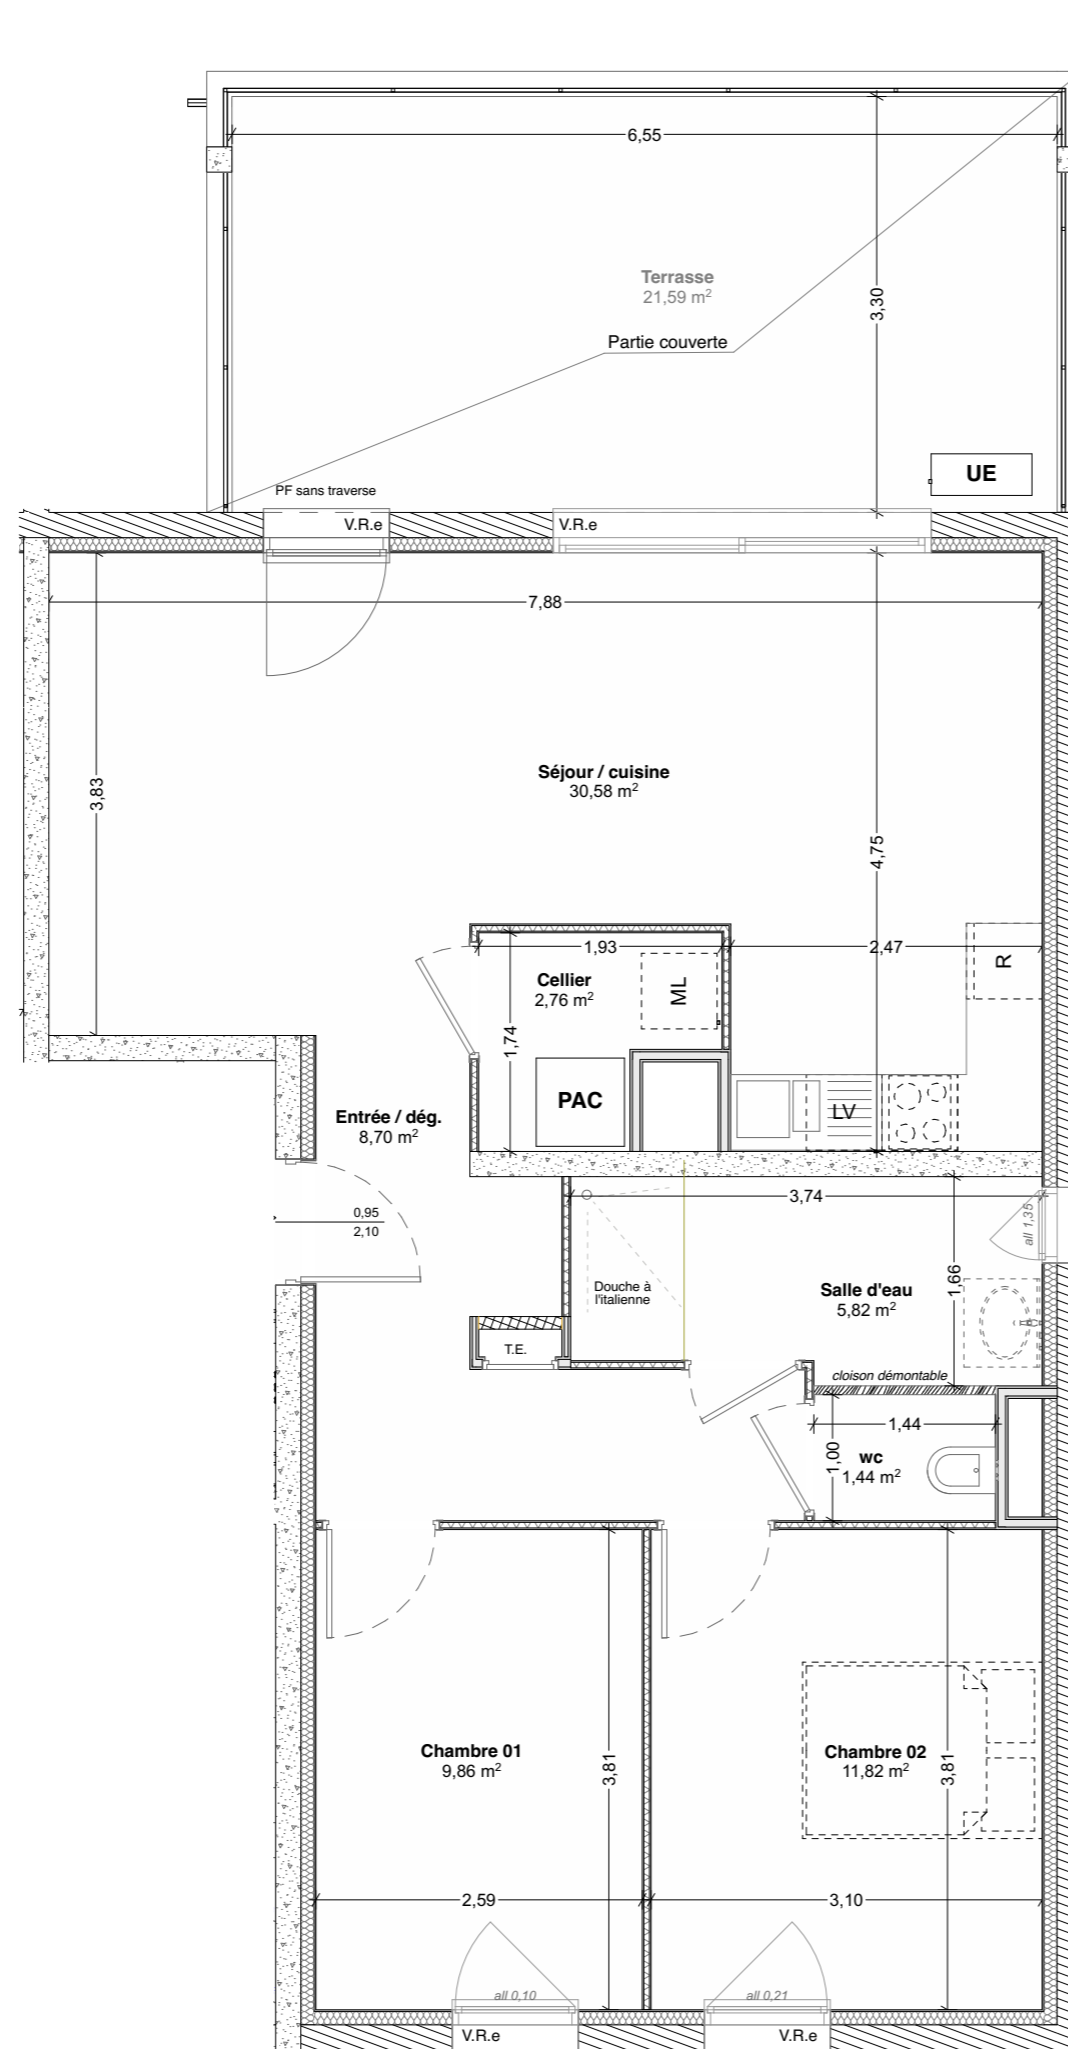 6,55
Terrasse
21,59 m²
3,30
Partie couverte
UE
PF sans traverse
V.R.e
V.R.e
7,88
Séjour / cuisine
30,58 m²
3,83
4,75
1,93
2,47
R
Cellier
2,76 m²
ML
1,74
PAC
LV
Entrée / dég.
8,70 m²
3,74
0,95
2,10
all 1,35
Douche à
l'italienne
Salle d'eau
5,82 m²
1,66
T.E.
cloison démontable
1,44
1,00
wc
1,44 m²
Chambre 01
9,86 m²
3,81
Chambre 02
11,82 m²
3,81
2,59
3,10
all 0,10
all 0,21
V.R.e
V.R.e